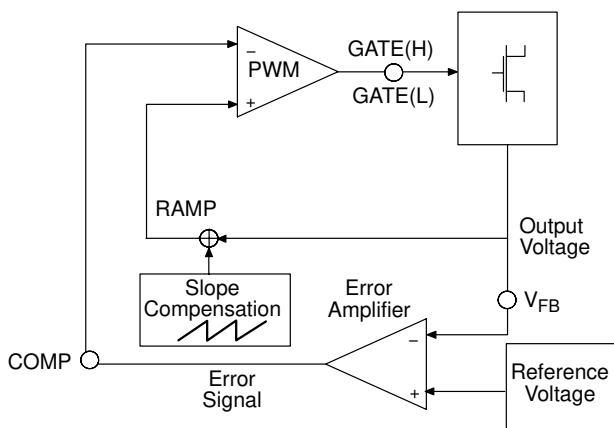 GATE(H)
−
PWM
GATE(L)
+
RAMP
Output
Voltage
Slope
Compensation
Error
Amplifier
VFB
−
COMP
Error
Signal
+
Reference
Voltage